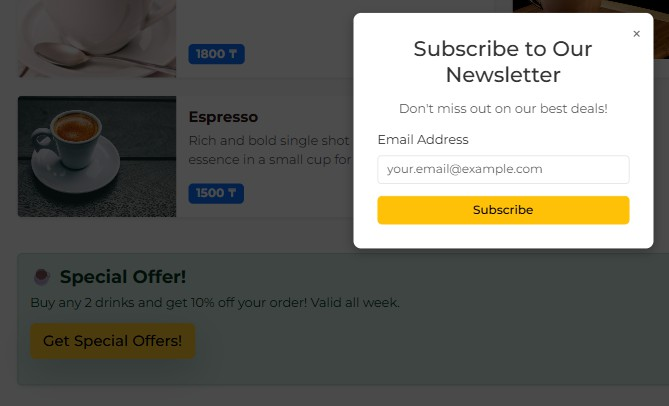 1800 ₸
Espresso
Rich and bold single shot
essence in a small cup for
1500 ₸
Special Offer!
Buy any 2 drinks and get 10% off your order! Valid all week.
Get Special Offers!
×
Subscribe to Our
Newsletter
Don't miss out on our best deals!
Email Address
your.email@example.com
Subscribe